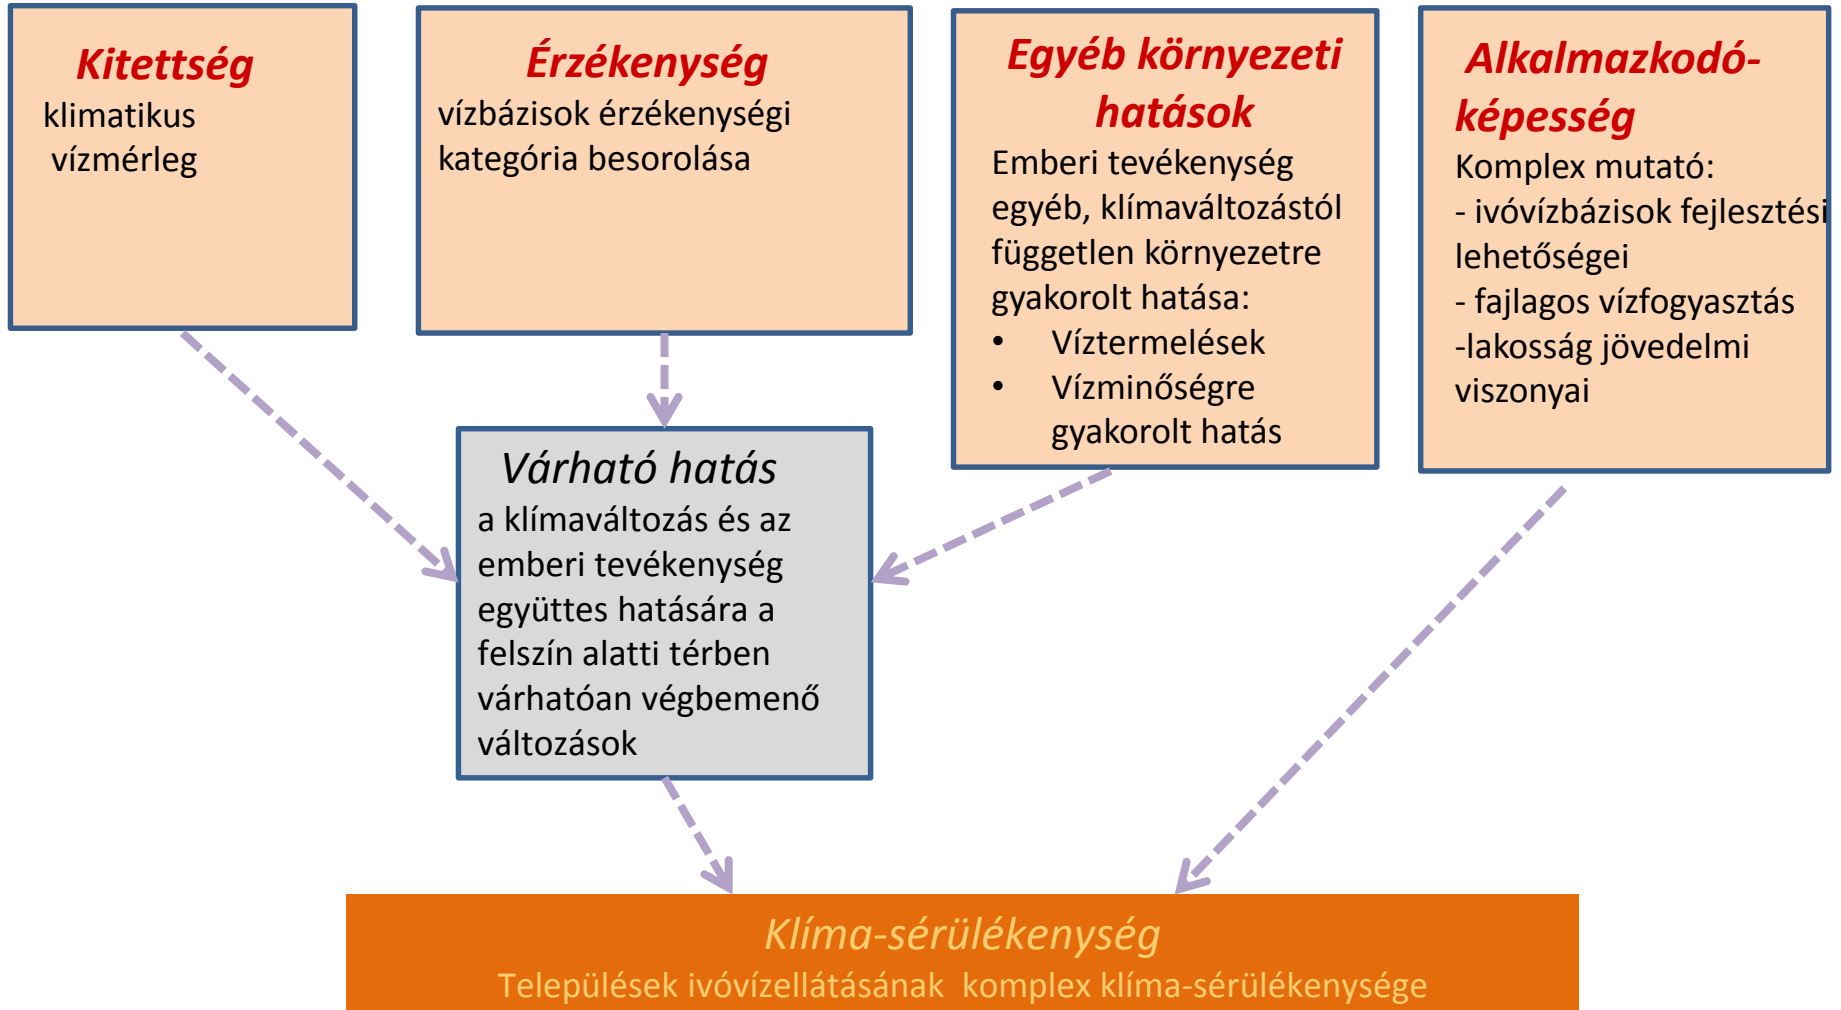 Kitettség
klimatikus
vízmérleg
Érzékenység
vízbázisok érzékenységi
kategória besorolása
Egyéb környezeti
hatások
Emberi tevékenység
egyéb, klímaváltozástól
független környezetre
gyakorolt hatása:
• Víztermelések
• Vízminőségre
gyakorolt hatás
Alkalmazkodó-
képesség
Komplex mutató:
- ivóvízbázisok fejlesztési
lehetőségei
- fajlagos vízfogyasztás
-lakosság jövedelmi
viszonyai
Várható hatás
a klímaváltozás és az
emberi tevékenység
együttes hatására a
felszín alatti térben
várhatóan végbemenő
változások
Klíma-sérülékenység
Települések ivóvízellátásának komplex klíma-sérülékenysége